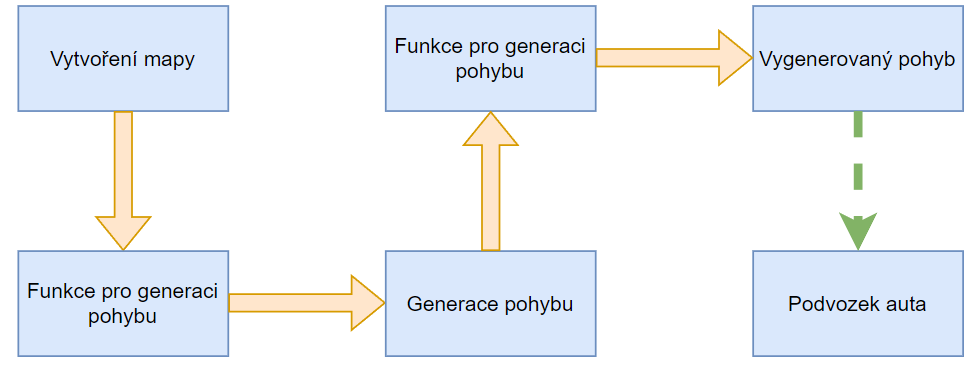 Vytvoření mapy
Funkce pro generaci
pohybu
Generace pohybu
Funkce pro generaci
pohybu
Vygenerovaný pohyb
Podvozek auta